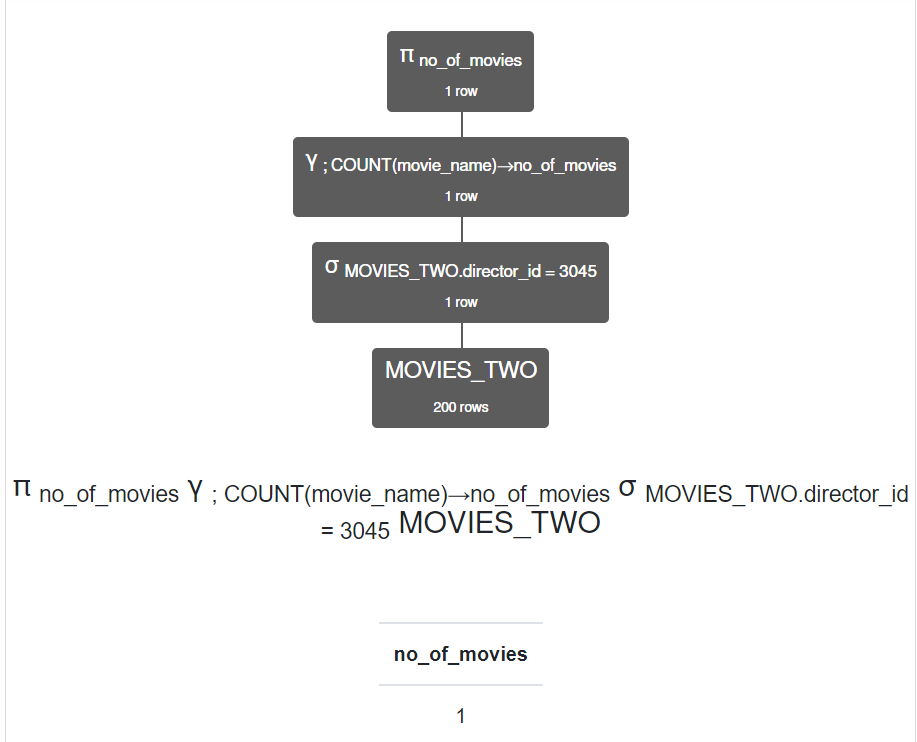 π no_of_movies
1 row
γ ; COUNT(movie_name)→no_of_movies
1 row
σ MOVIES_TWO.director_id = 3045
1 row
MOVIES_TWO
200 rows
π no_of_movies γ ; COUNT(movie_name)→no_of_movies σ MOVIES_TWO.director_id
= 3045 MOVIES_TWO
no_of_movies
1